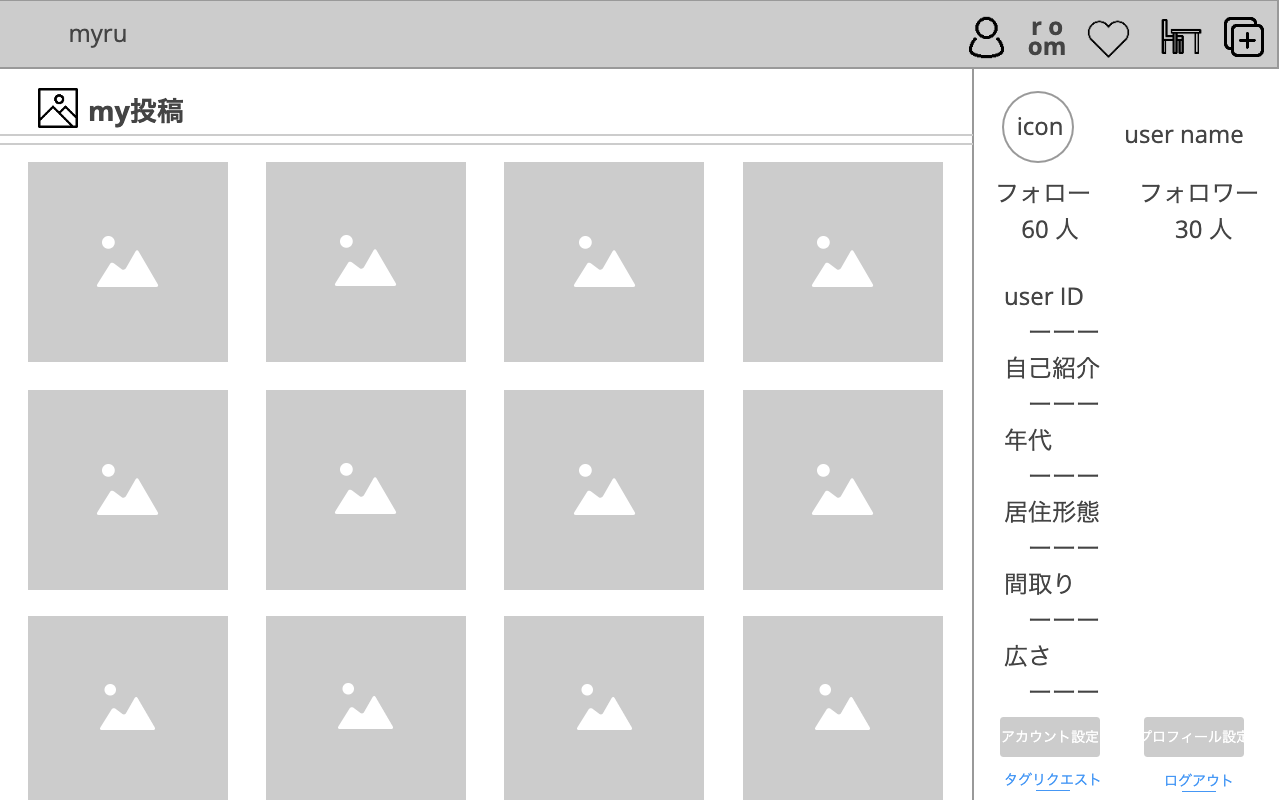 myru
r o
om
my投稿
icon
user name
フォロー
フォロワー
60 人
30 人
user ID
ーーー
自己紹介
ーーー
年代
ーーー
居住形態
ーーー
間取り
ーーー
広さ
ーーー
アカウント設定
プロフィール設定
タグリクエスト
ログアウト